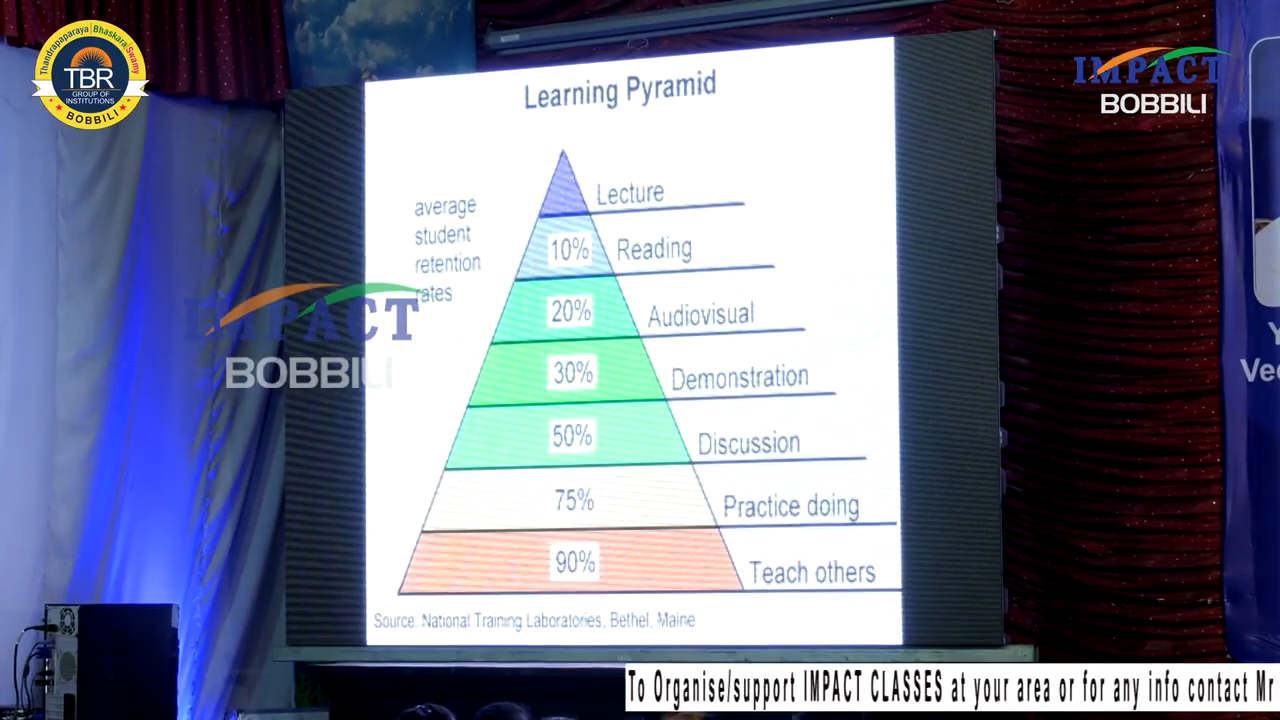 Thandrapaparaya Bhaskara Swamy
TBR
GROUP OF
INSTITUTIONS
BOBBILI
IMPACT
BOBBILI
Learning Pyramid
average
student
retention
rates
Lecture
10% Reading
20% Audiovisual
30% Demonstration
50% Discussion
75% Practice doing
90% Teach others
IMPACT
BOBBILI
Source: National Training Laboratories, Bethel, Maine
To Organise/support IMPACT CLASSES at your area or for any info contact Mr